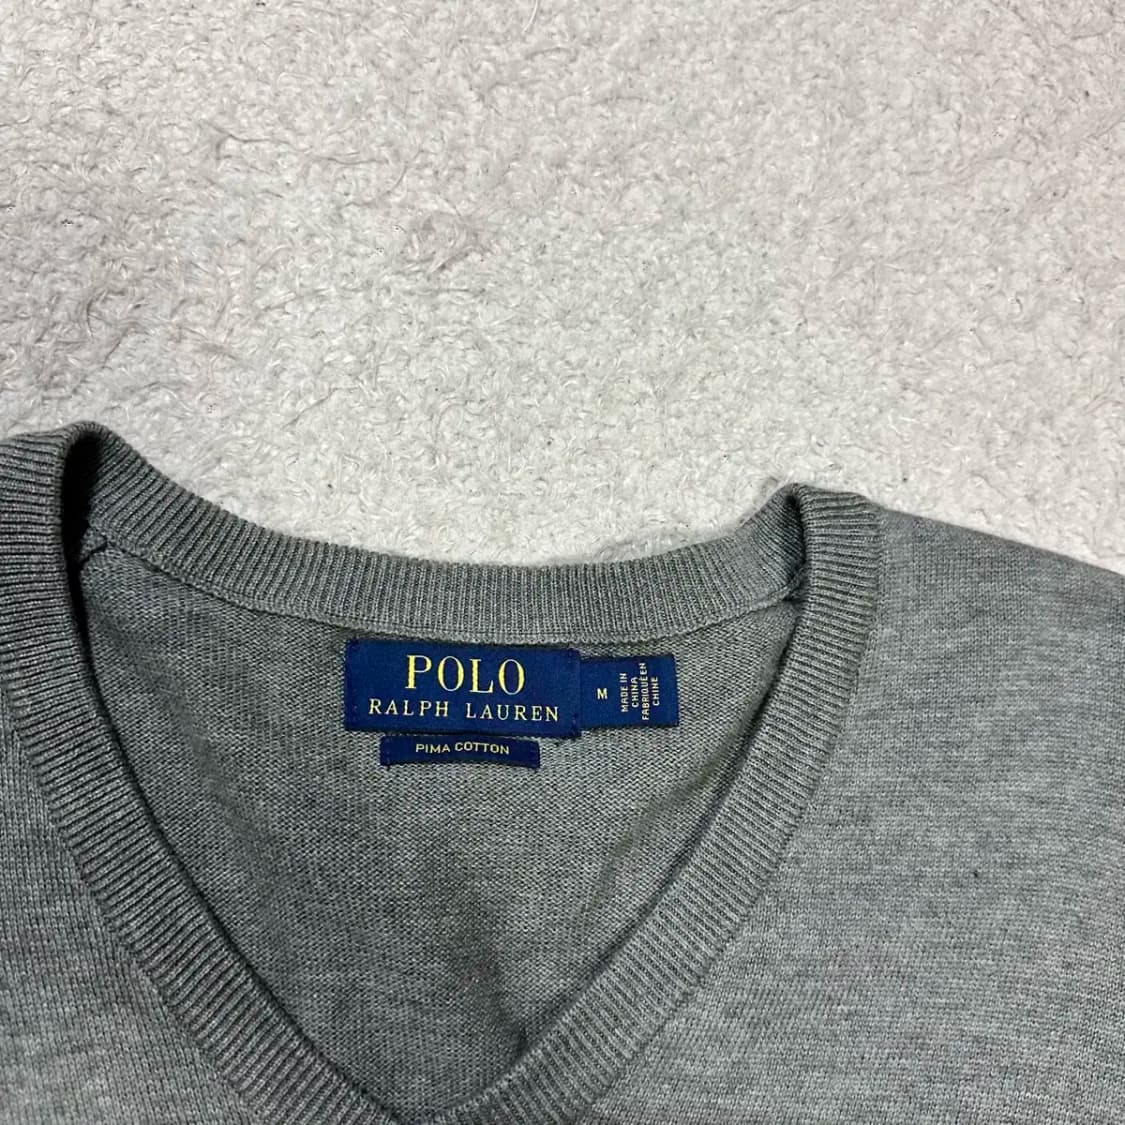 POLO
RALPH LAUREN
PIMA COTTON
M
MADE IN
CHINA
FABRIQUÉ EN
CHINE